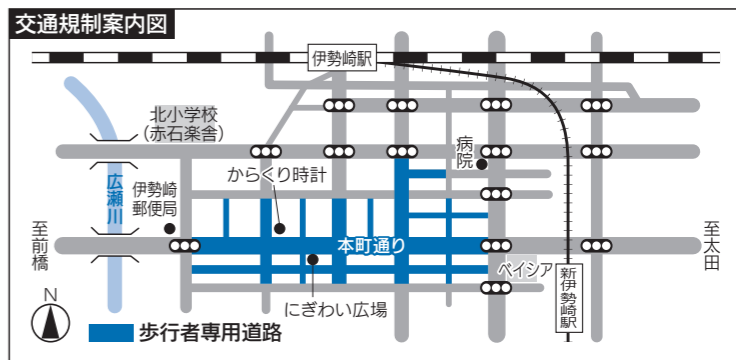 交通規制案内図
伊勢崎駅
北小学校
(赤石楽舎)
病院
からくり時計
広瀬川
伊勢崎
郵便局
至前橋
本町通り
至太田
ベイシア
新伊勢崎駅
にぎわい広場
N
歩行者専用道路